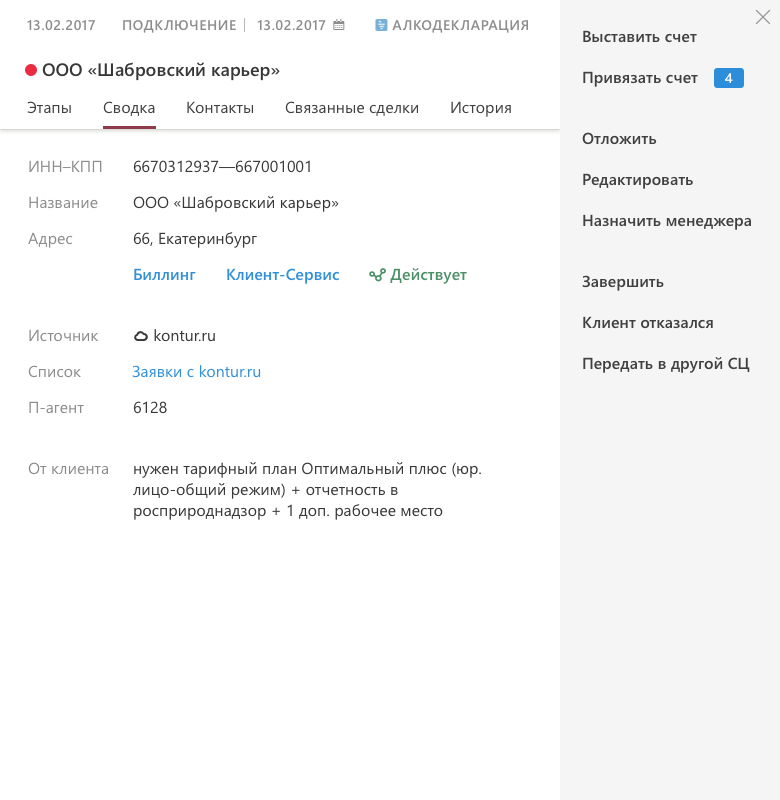 13.02.2017 ПОДКЛЮЧЕНИЕ 13.02.2017 АЛКОДЕКЛАРАЦИЯ
ООО «Шабровский карьер»
Этапы Сводка Контакты Связанные сделки История
ИНН–КПП 6670312937—667001001
Название ООО «Шабровский карьер»
Адрес 66, Екатеринбург
Биллинг Клиент-Сервис Действует
Источник kontur.ru
Список Заявки с kontur.ru
П-агент 6128
От клиента нужен тарифный план Оптимальный плюс (юр.
лицо-общий режим) + отчетность в
росприроднадзор + 1 доп. рабочее место
Выставить счет
Привязать счет 4
Отложить
Редактировать
Назначить менеджера
Завершить
Клиент отказался
Передать в другой СЦ